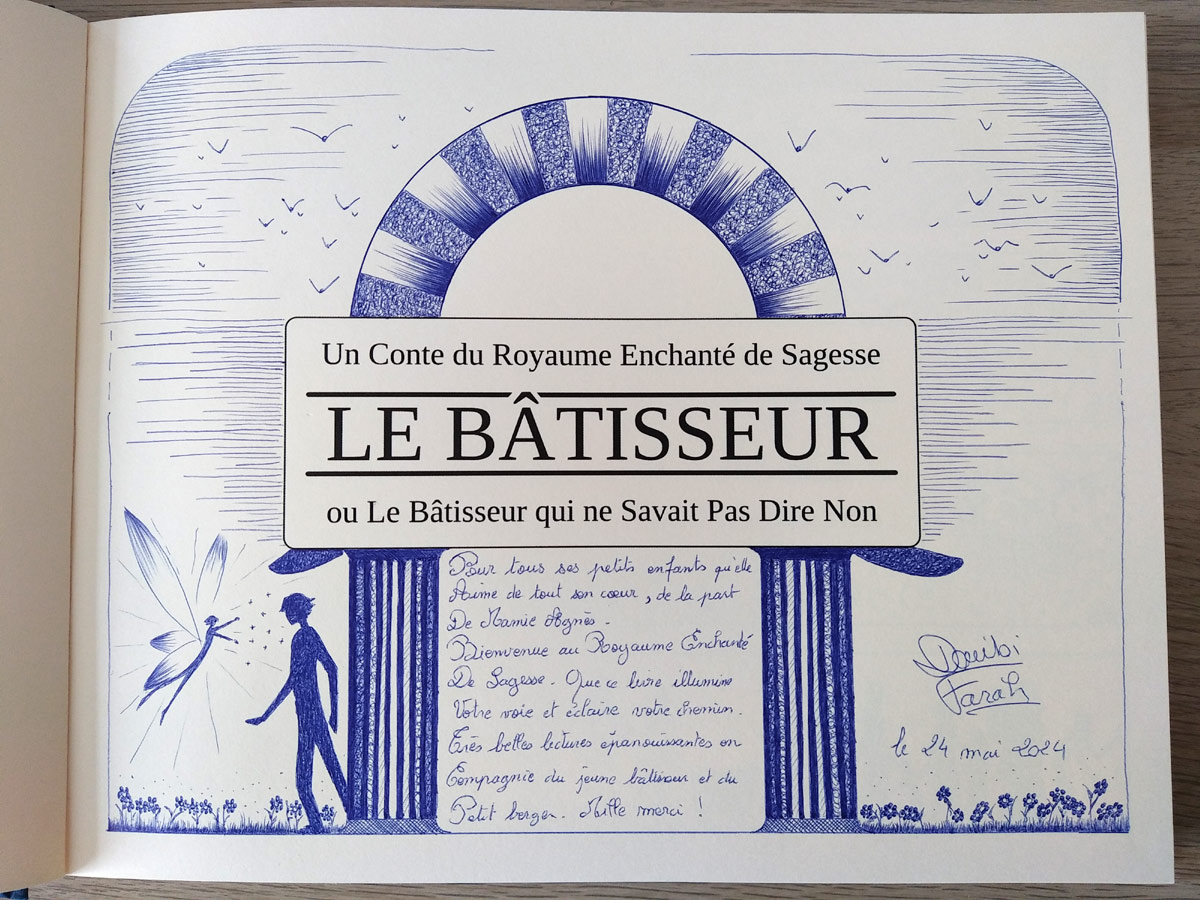 Un Conte du Royaume Enchanté de Sagesse
LE BÂTISSEUR
ou Le Bâtisseur qui ne Savait Pas Dire Non
Pour tous ses petits enfants qu'elle
Aime de tout son cœur, de la part
De Mamie Agnès.
Bienvenue au Royaume Enchanté
De Sagesse. Que ce livre illumine
Votre voie et éclaire votre chemin.
Très belles lectures épanouissantes en
Compagnie du jeune bâtisseur et du
Petit berger. Mille merci !
Farah
le 24 mai 2024